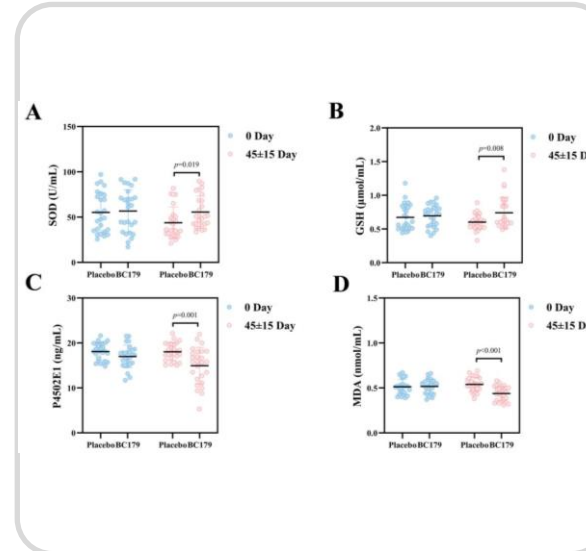 A
SOD (U/mL)
150
100
50
0
p=0.019
Placebo BC179 Placebo BC179
0 Day
45±15 Day
B
GSH (μmol/mL)
2.0
1.5
1.0
0.5
0.0
p=0.008
Placebo BC179 Placebo BC179
0 Day
45±15 D
C
P4502E1 (ng/mL)
30
20
10
0
p=0.001
Placebo BC179 Placebo BC179
0 Day
45±15 Day
D
MDA (nmol/mL)
1.5
1.0
0.5
0.0
p<0.001
Placebo BC179 Placebo BC179
0 Day
45±15 D